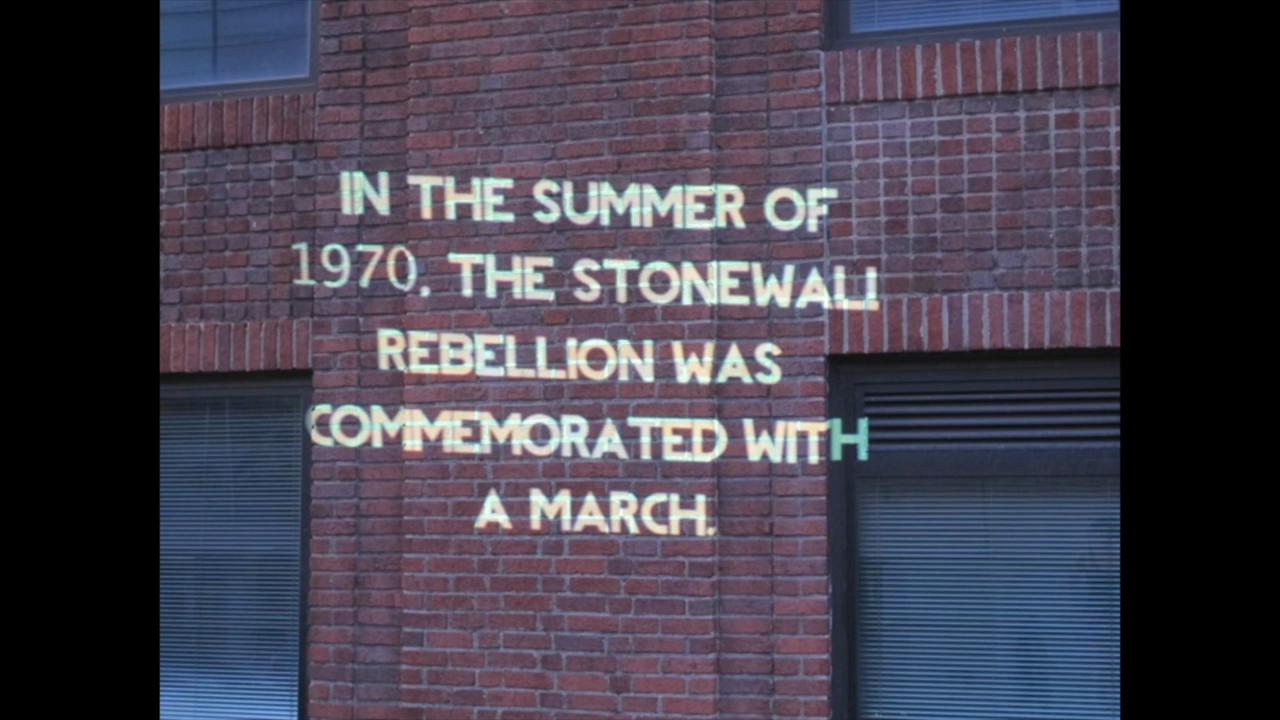 IN THE SUMMER OF
1970, THE STONEWALL
REBELLION WAS
COMMEMORATED WITH
A MARCH.